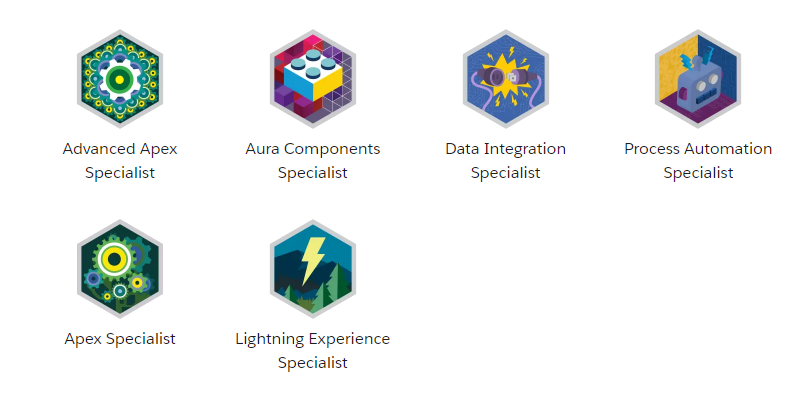 Advanced Apex
Specialist
Aura Components
Specialist
Data Integration
Specialist
Process Automation
Specialist
Apex Specialist
Lightning Experience
Specialist